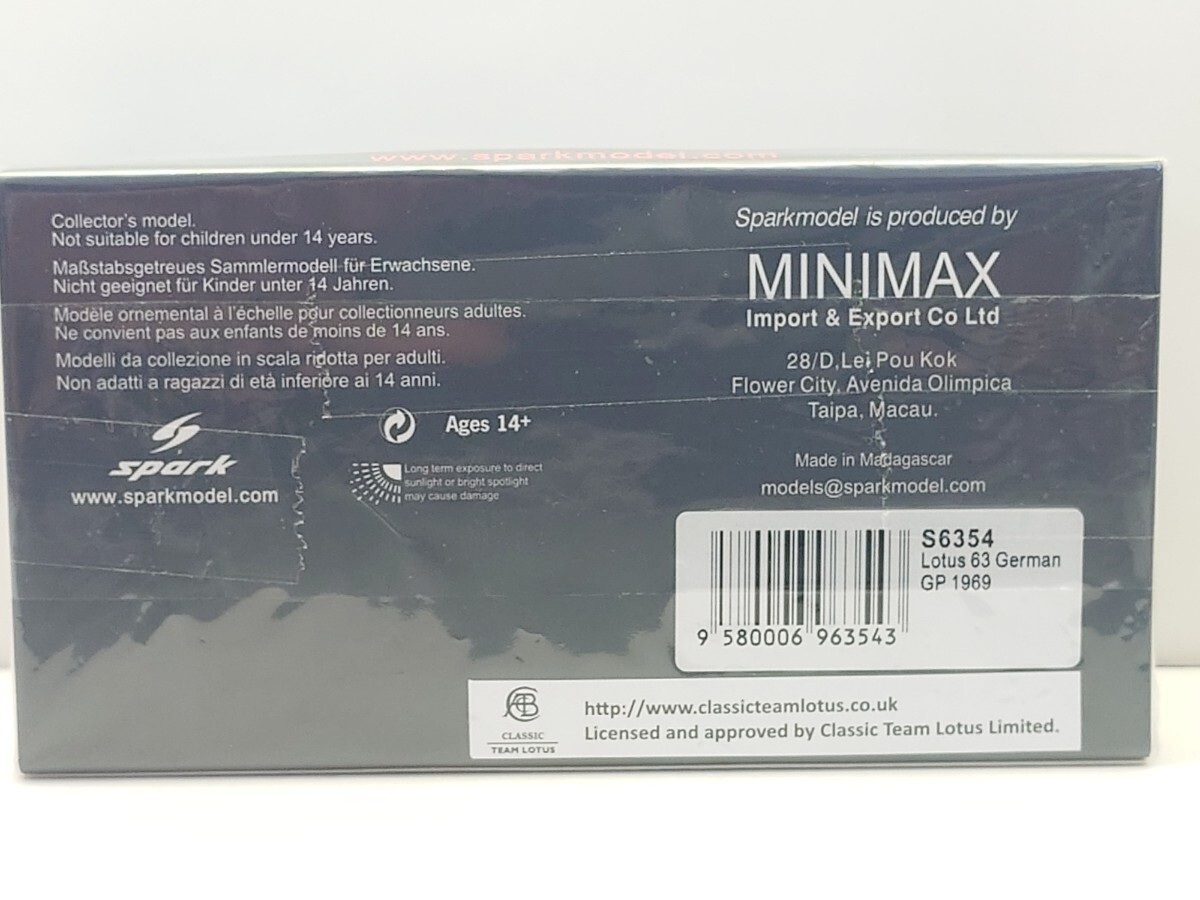 www.sparkmodel.com
Collector's model.
Not suitable for children under 14 years.
Maßstabsgetreues Sammlermodell für Erwachsene.
Nicht geeignet für Kinder unter 14 Jahren.
Modèle ornemental à l'échelle pour collectionneurs adultes.
Ne convient pas aux enfants de moins de 14 ans.
Modelli da collezione in scala ridotta per adulti.
Non adatti a ragazzi di età inferiore ai 14 anni.
spark
www.sparkmodel.com
Ages 14+
Long term exposure to direct
sunlight or bright spotlight
may cause damage
Sparkmodel is produced by
MINIMAX
Import & Export Co Ltd
28/D,Lei Pou Kok
Flower City, Avenida Olimpica
Taipa, Macau.
Made in Madagascar
models@sparkmodel.com
S6354
Lotus 63 German
GP 1969
9 580006 963543
CLASSIC
TEAM LOTUS
http://www.classicteamlotus.co.uk
Licensed and approved by Classic Team Lotus Limited.